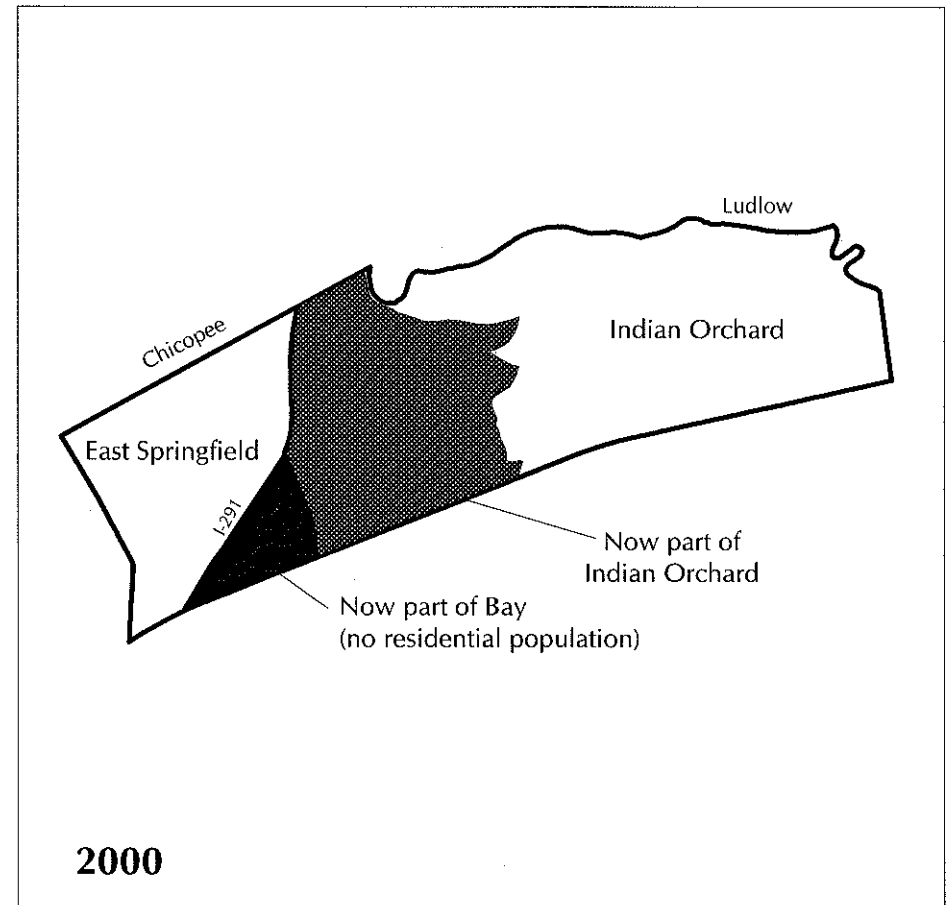 Ludlow
Chicopee
Indian Orchard
East Springfield
I-291
Now part of
Indian Orchard
Now part of Bay
(no residential population)
2000